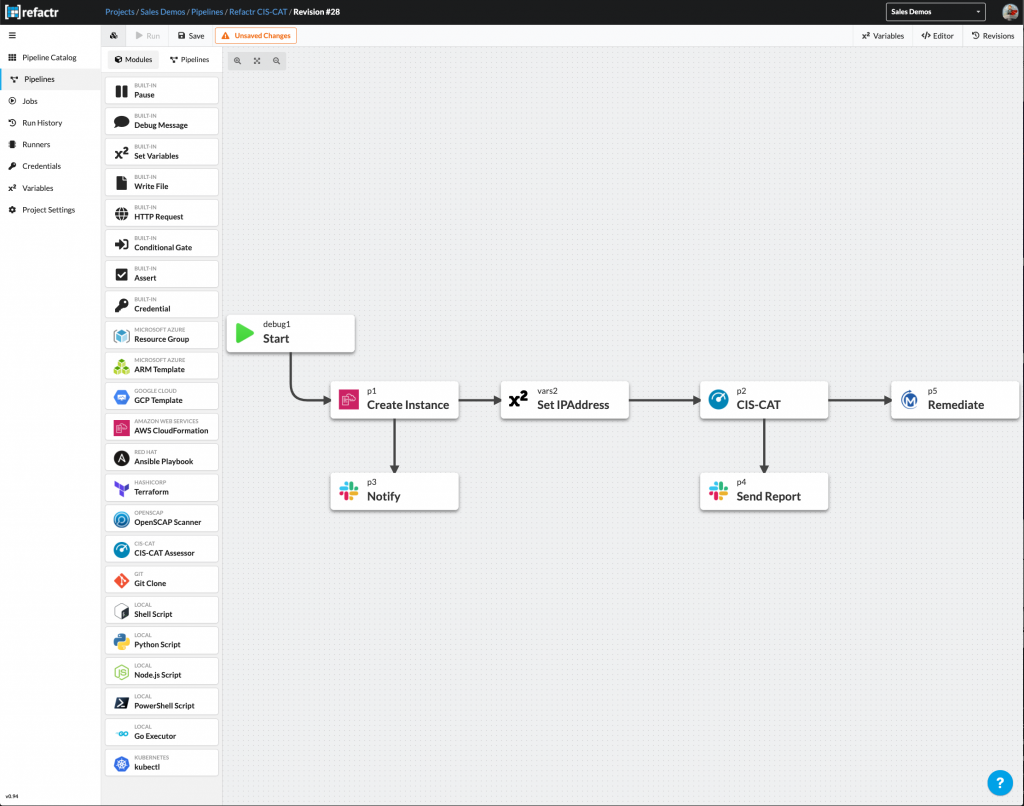 refactr
Projects / Sales Demos / Pipelines / Refactr CIS-CAT / Revision #28
Sales Demos
Run
Save
Unsaved Changes
Variables
Editor
Revisions
Pipeline Catalog
Pipelines
Jobs
Run History
Runners
Credentials
Variables
Project Settings
Modules
Pipelines
BUILT-IN
Pause
BUILT-IN
Debug Message
BUILT-IN
Set Variables
BUILT-IN
Write File
BUILT-IN
HTTP Request
BUILT-IN
Conditional Gate
BUILT-IN
Assert
BUILT-IN
Credential
MICROSOFT AZURE
Resource Group
MICROSOFT AZURE
ARM Template
GOOGLE CLOUD
GCP Template
AMAZON WEB SERVICES
AWS CloudFormation
RED HAT
Ansible Playbook
HASHICORP
Terraform
OPENSCAP
OpenSCAP Scanner
CIS-CAT
CIS-CAT Assessor
GIT
Git Clone
LOCAL
Shell Script
LOCAL
Python Script
LOCAL
Node.js Script
LOCAL
PowerShell Script
LOCAL
Go Executor
KUBERNETES
kubectl
debug1
Start
p1
Create Instance
vars2
Set IPAddress
p2
CIS-CAT
p5
Remediate
p3
Notify
p4
Send Report
v0.94
?